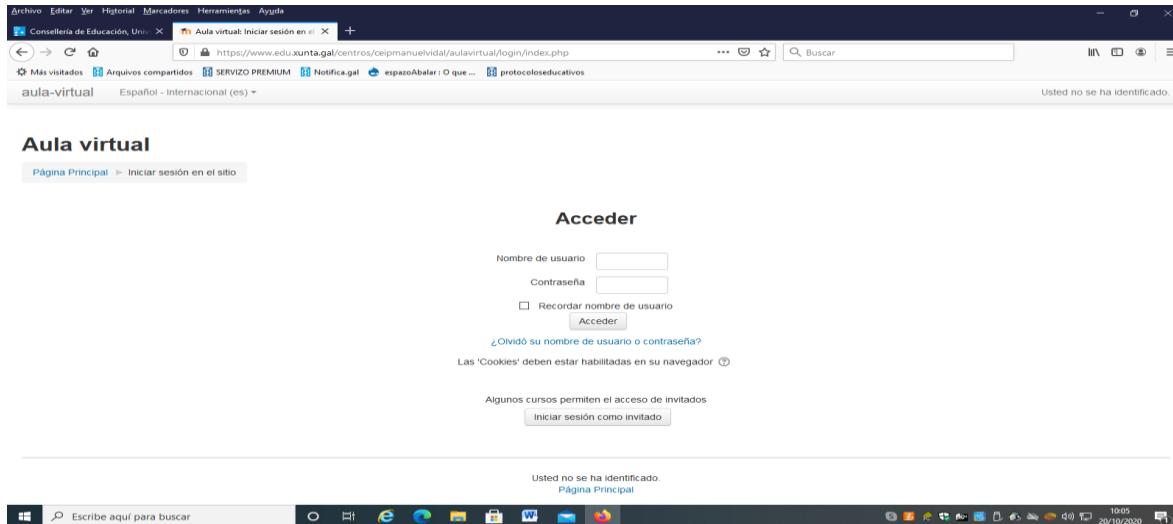 Archivo Editar Ver Historial Marcadores Herramientas Ayuda
Consellería de Educación, Univ
Aula virtual: Iniciar sesión en el
https://www.edu.xunta.gal/centros/ceipmanuelvidal/aulavirtual/login/index.php
Buscar
Más visitados Arquivos compartidos SERVIZO PREMIUM Notifica.gal espazoAbalar : O que ... protocoloseducativos
aula-virtual Español - Internacional (es) Usted no se ha identificado.
Aula virtual
Página Principal Iniciar sesión en el sitio
Acceder
Nombre de usuario
Contraseña
Recordar nombre de usuario
Acceder
¿Olvidó su nombre de usuario o contraseña?
Las 'Cookies' deben estar habilitadas en su navegador
Algunos cursos permiten el acceso de invitados
Iniciar sesión como invitado
Usted no se ha identificado.
Página Principal
Escribe aquí para buscar
10:05
20/10/2020